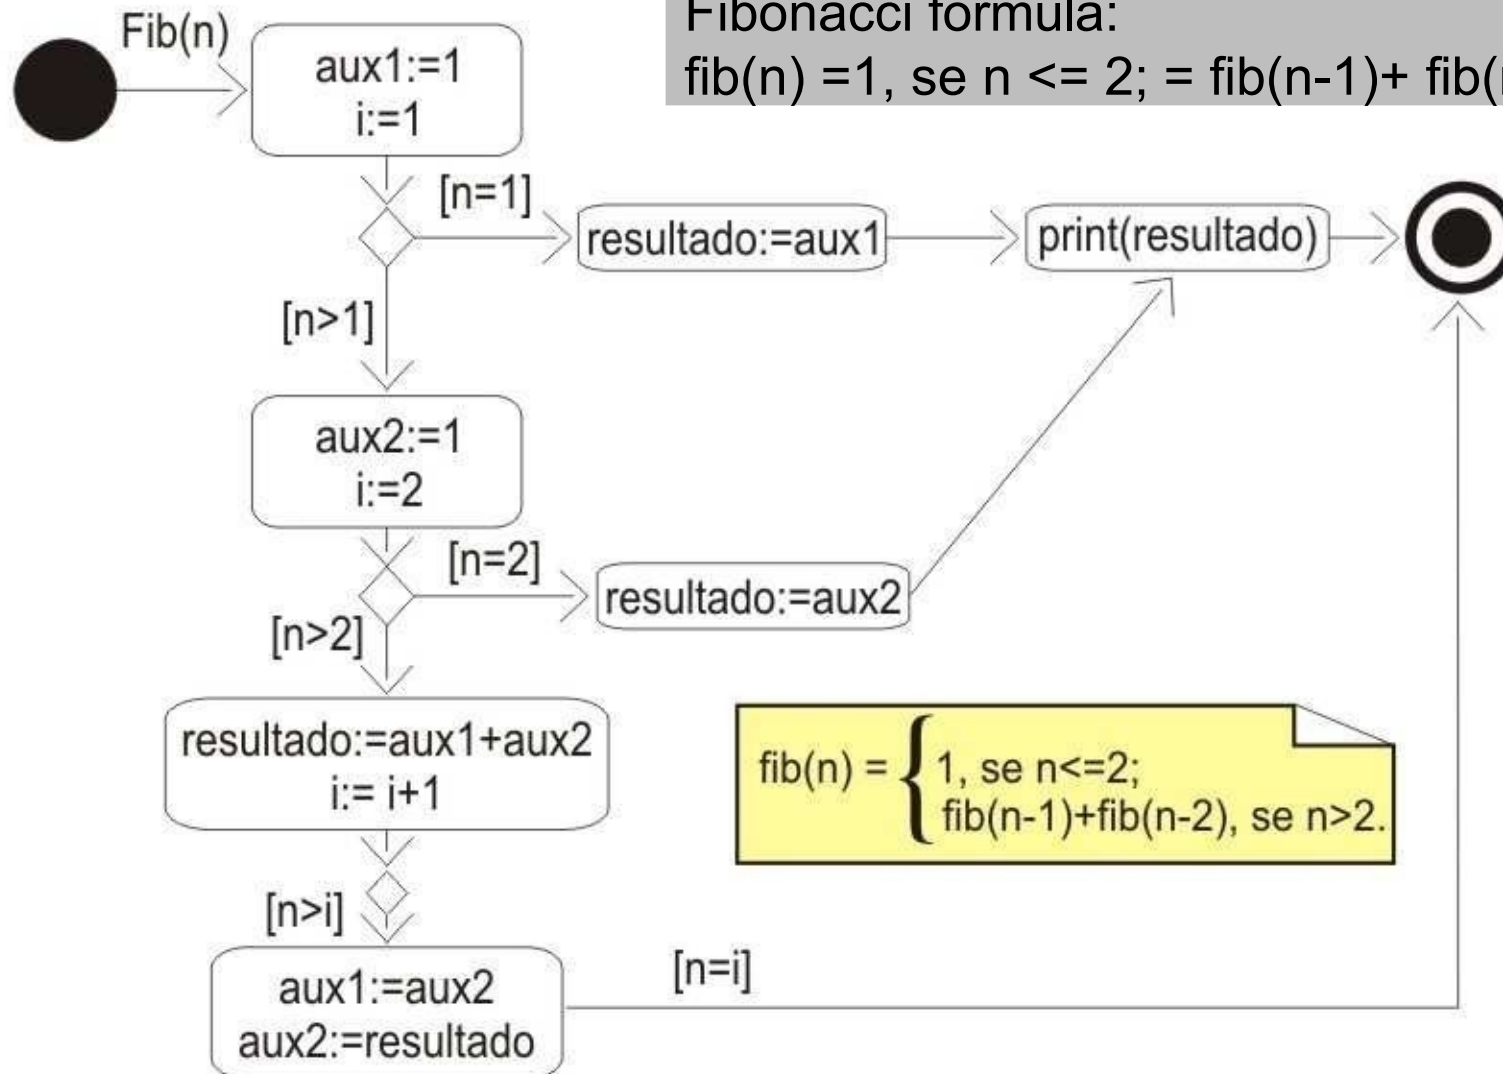 Fibonacci formula:
fib(n) =1, se n <= 2; = fib(n-1)+
Fib(n)
aux1:=1
i:=1
[n=1]
resultado:=aux1
print(resultado)
[n>1]
aux2:=1
i:=2
[n=2]
resultado:=aux2
[n>2]
resultado:=aux1+aux2
i:= i+1
fib(n) = {
1, se n<=2;
fib(n-1)+fib(n-2), se n>2.
[n>i]
aux1:=aux2
aux2:=resultado
[n=i]